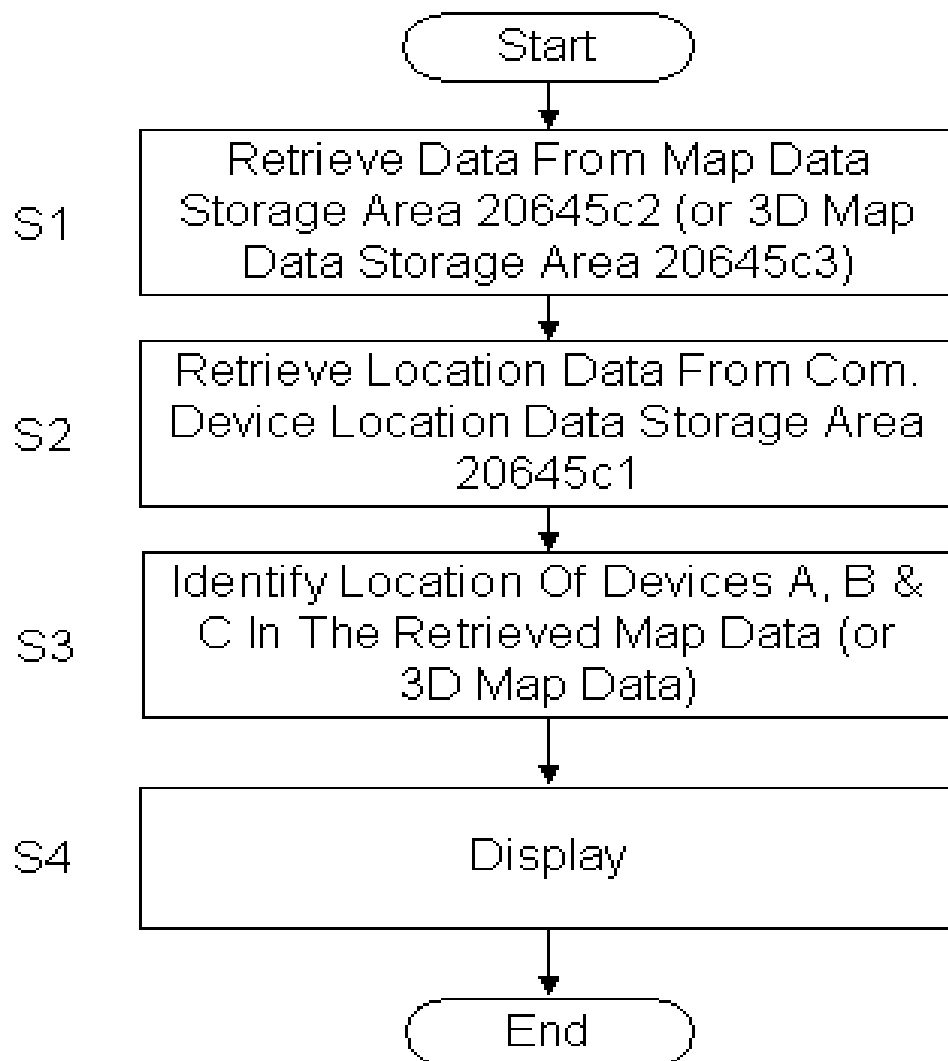 Start
S1
Retrieve Data From Map Data
Storage Area 20645c2 (or 3D Map
Data Storage Area 20645c3)
S2
Retrieve Location Data From Com.
Device Location Data Storage Area
20645c1
S3
Identify Location Of Devices A, B &
C In The Retrieved Map Data (or
3D Map Data)
S4
Display
End